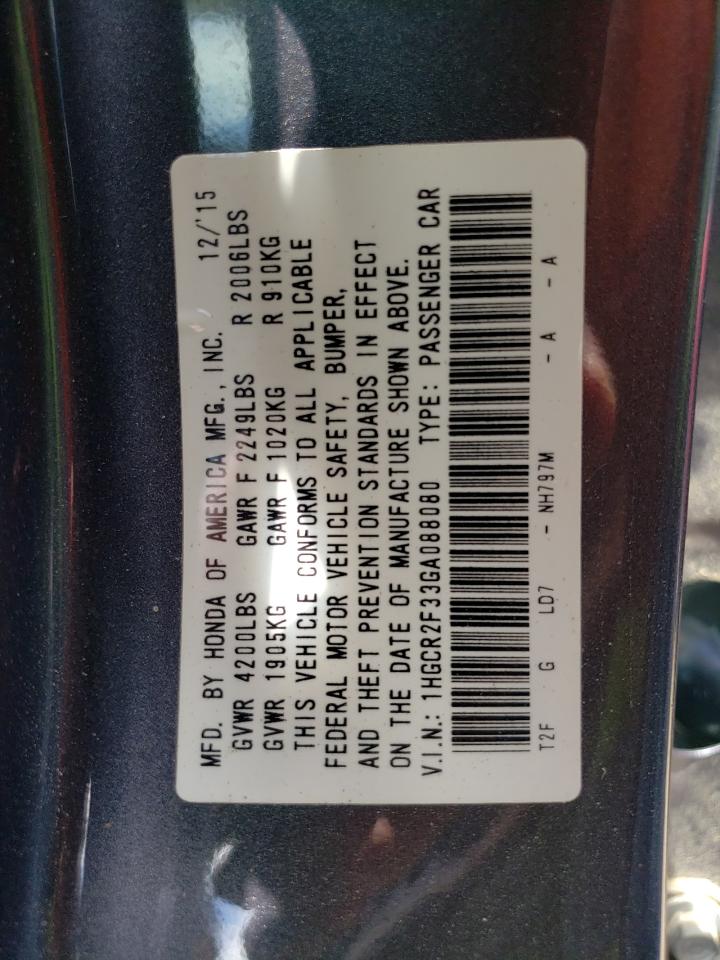 MFD. BY HONDA OF AMERICA MFG., INC. 12/'15
GVWR 4200LBS GAWR F 2249LBS R 2006LBS
GVWR 1905KG GAWR F 1020KG R 910KG
THIS VEHICLE CONFORMS TO ALL APPLICABLE
FEDERAL MOTOR VEHICLE SAFETY, BUMPER,
AND THEFT PREVENTION STANDARDS IN EFFECT
ON THE DATE OF MANUFACTURE SHOWN ABOVE.
V.I.N.: 1HGCR2F33GA088080 TYPE: PASSENGER CAR
T2F G LD7 - NH797M - A - A